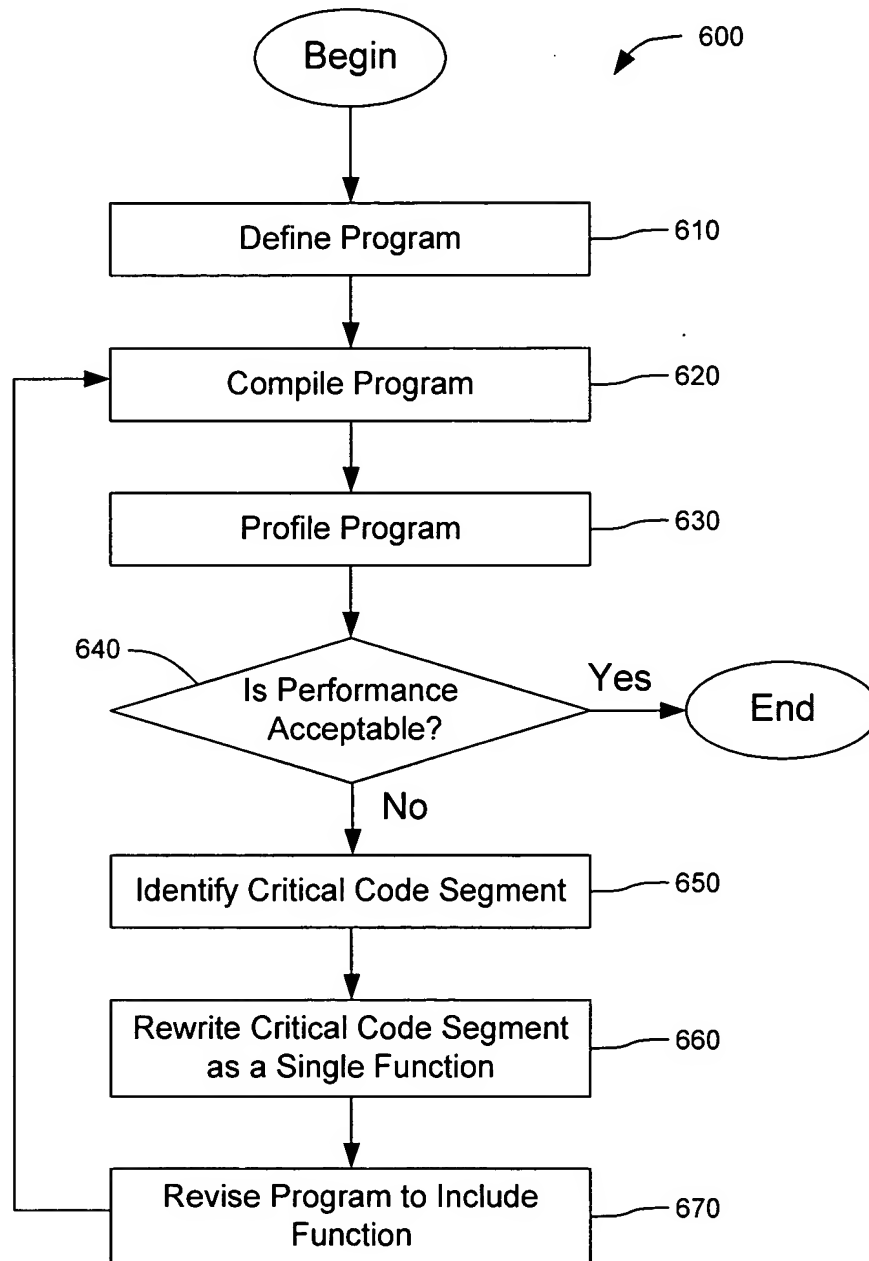 Begin
600
Define Program
610
Compile Program
620
Profile Program
630
640
Is Performance
Acceptable?
Yes
End
No
Identify Critical Code Segment
650
Rewrite Critical Code Segment
as a Single Function
660
Revise Program to Include
Function
670